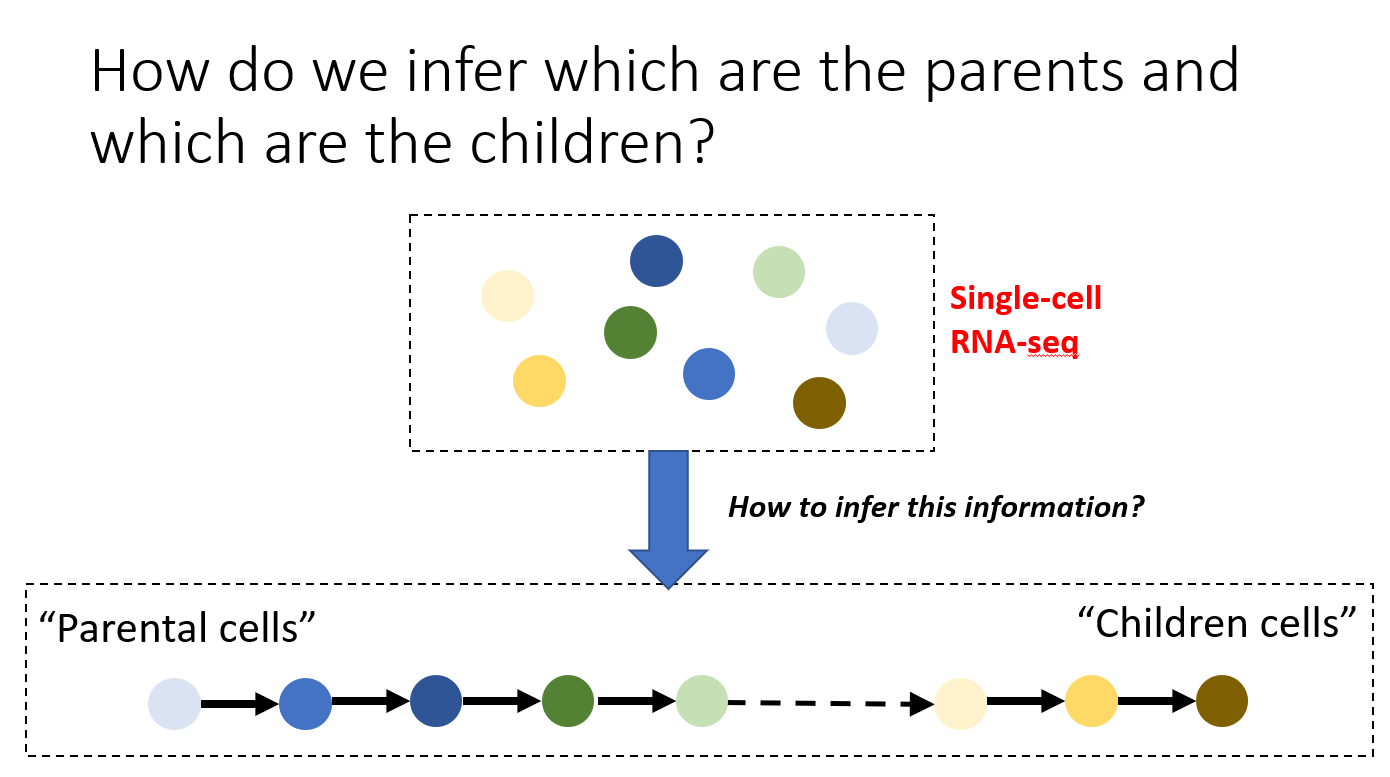 How do we infer which are the parents and
which are the children?
Single-cell
RNA-seq
How to infer this information?
“Parental cells”
“Children cells”